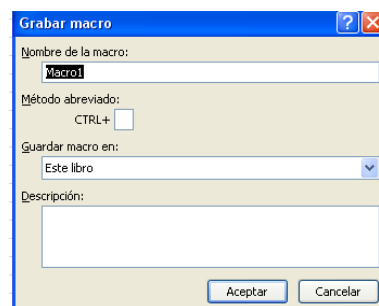 Grabar macro
Nombre de la macro:
Macro1
Método abreviado:
CTRL+
Guardar macro en:
Este libro
Descripción:
Aceptar Cancelar